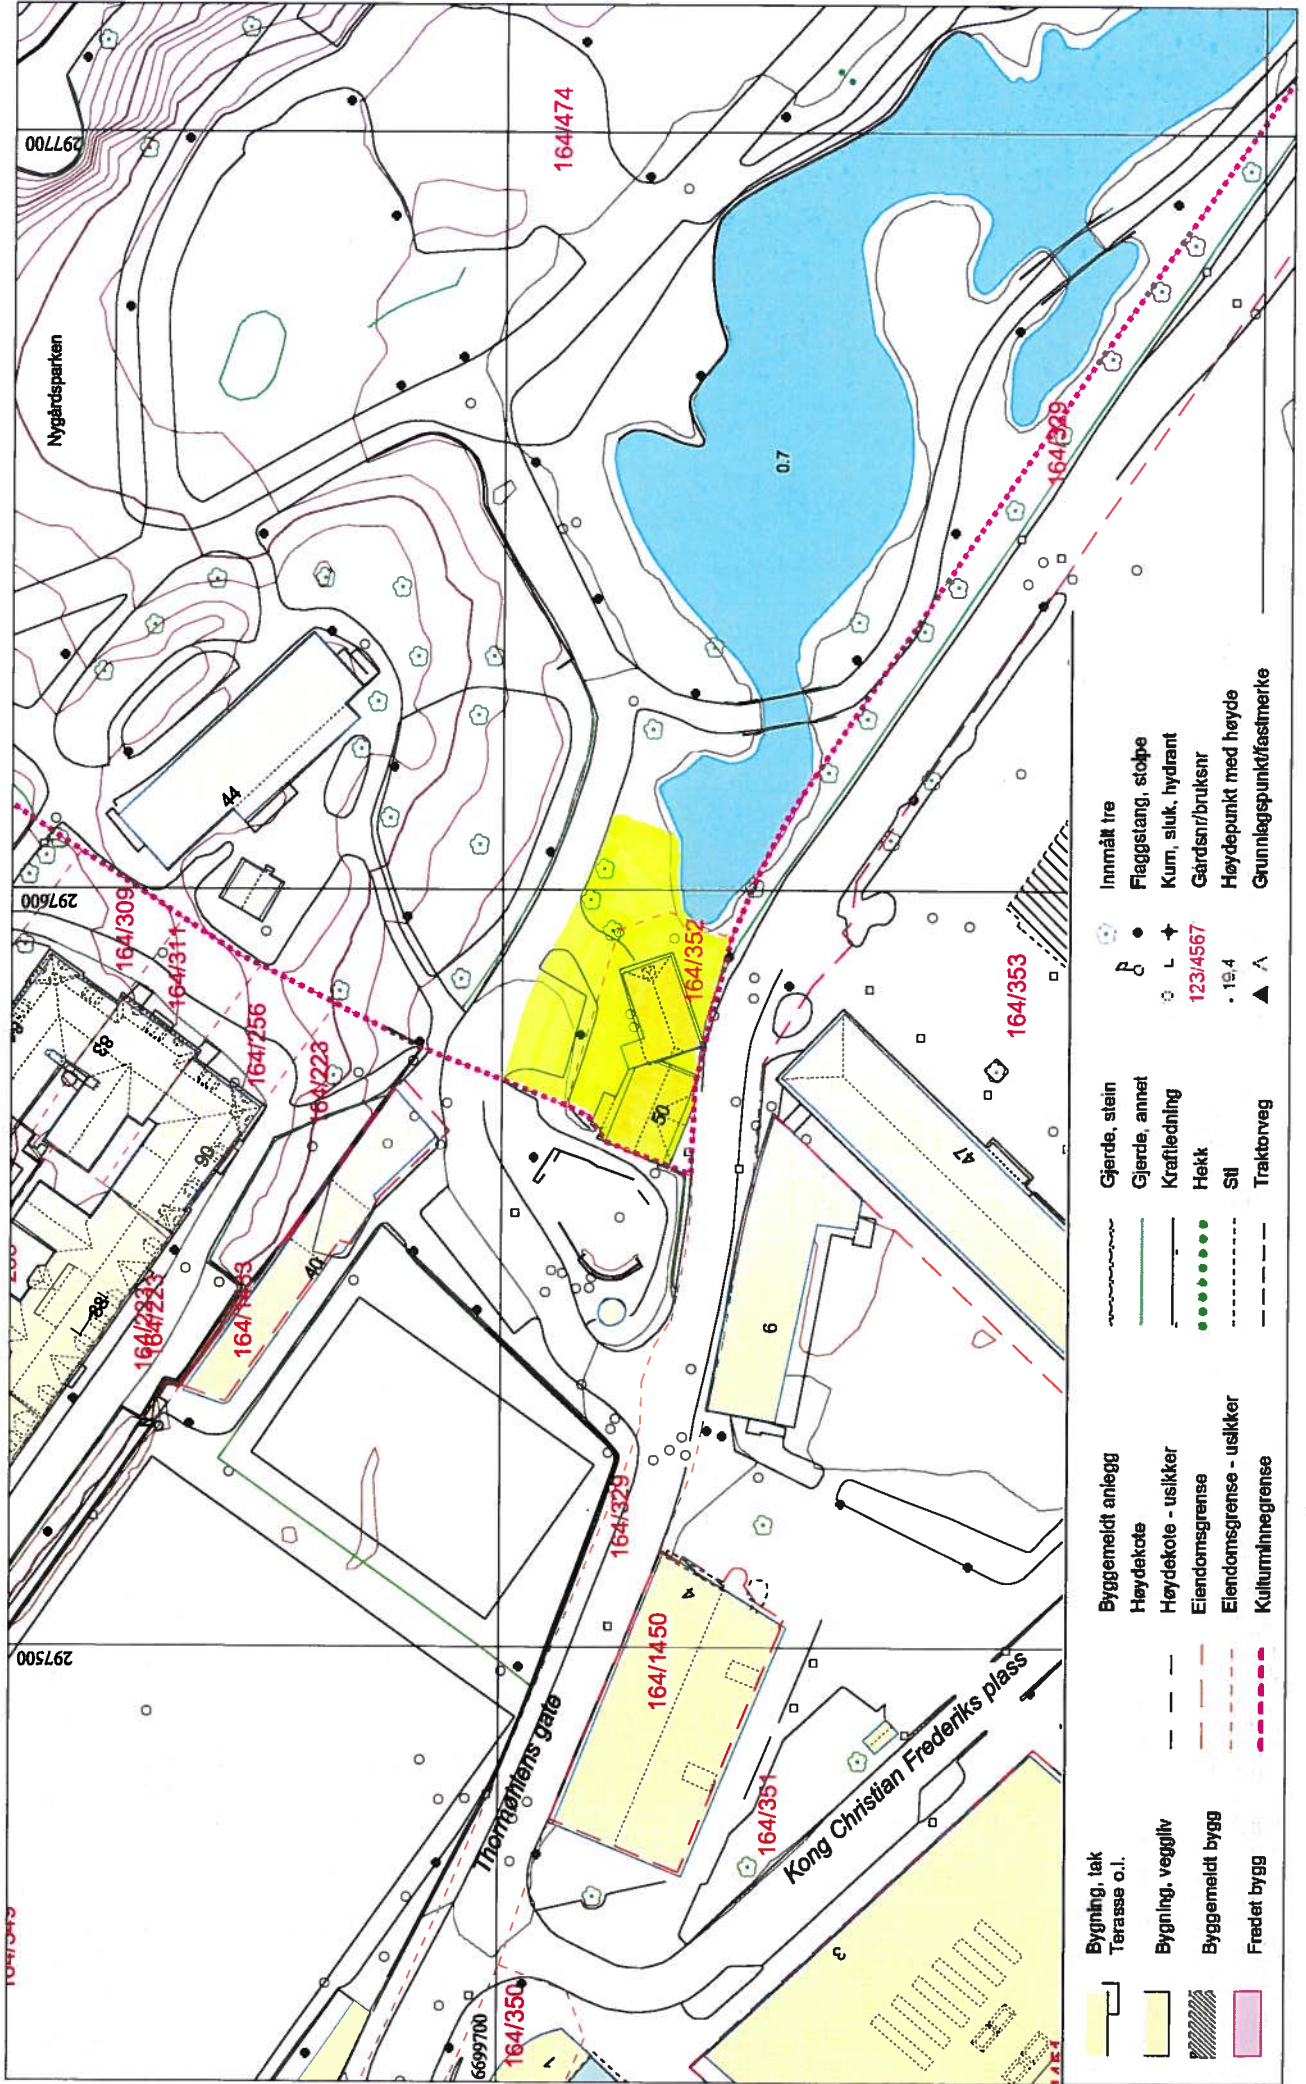 297700
297600
297500
6699700
Nygårdsparken
164/474
0.7
164/329
44
164/309
164/311
164/256
164/223
83
90
88
164/223
164/352
50
40
164/353
47
6
164/329
4
164/1450
Thormøhlens gate
164/351
Kong Christian Frederiks plass
3
164/350
1
Bygning, tak
Terasse o.l.
Bygning, veggliv
Byggemeldt bygg
Fredet bygg
Byggemeldt anlegg
Høydekote
Høydekote - usikker
Eiendomsgrense
Eiendomsgrense - usikker
Kulturminnegrense
Gjerde, stein
Gjerde, annet
Kraftledning
Hekk
Sti
Traktorveg
Innmålt tre
Flaggstang, stolpe
Kum, sluk, hydrant
123/4567 Gårdsnr/bruksnr
19,4 Høydepunkt med høyde
Grunnlagspunkt/fastmerke